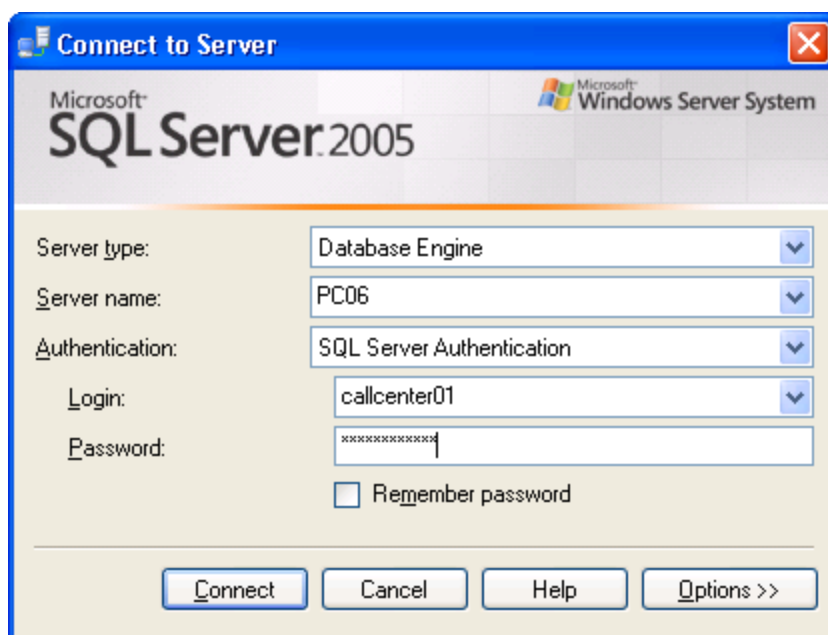 Connect to Server
Microsoft
SQL Server 2005
Microsoft
Windows Server System
Server type: Database Engine
Server name: PC06
Authentication: SQL Server Authentication
Login: callcenter01
Password: ************
Remember password
Connect Cancel Help Options >>